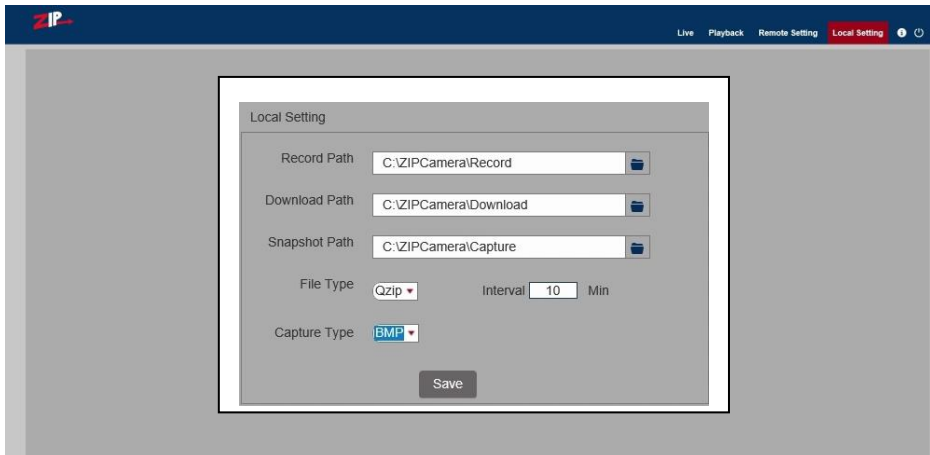 ZIP
Live Playback Remote Setting Local Setting
Local Setting
Record Path C:\ZIPCamera\Record
Download Path C:\ZIPCamera\Download
Snapshot Path C:\ZIPCamera\Capture
File Type Qzip Interval 10 Min
Capture Type BMP
Save